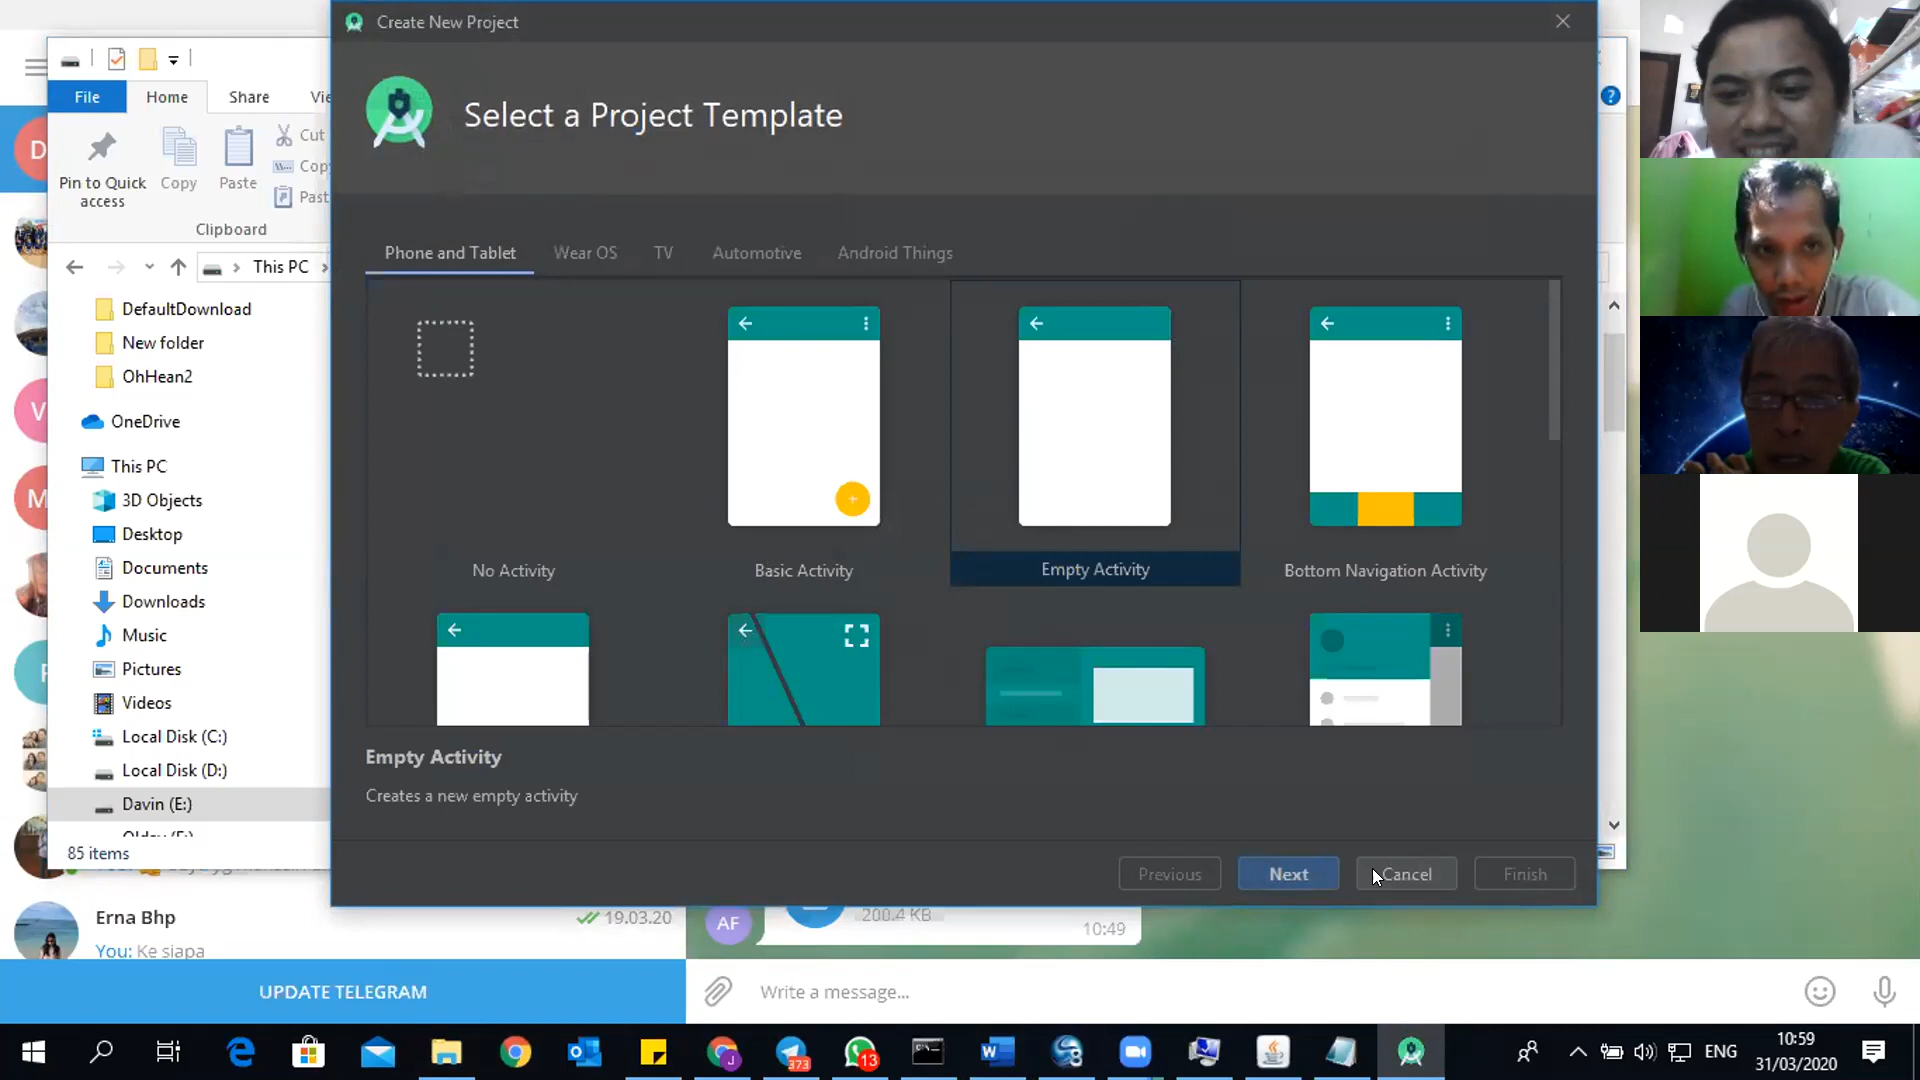 Create New Project
File
Home
Share
Select a Project Template
Cut
Pin to Quick
access
Copy
Paste
Clipboard
Phone and Tablet
Wear OS
TV
Automotive
Android Things
This PC
DefaultDownload
New folder
OhHean2
OneDrive
This PC
3D Objects
Desktop
Documents
Downloads
Music
Pictures
Videos
Local Disk (C:)
Local Disk (D:)
Davin (E:)
85 items
No Activity
Basic Activity
Empty Activity
Bottom Navigation Activity
Empty Activity
Creates a new empty activity
Previous
Next
Cancel
Finish
Erna Bhp
19.03.20
You: Ke siapa
AF
200.4 KB
10:49
UPDATE TELEGRAM
Write a message...
373
13
ENG
10:59
31/03/2020